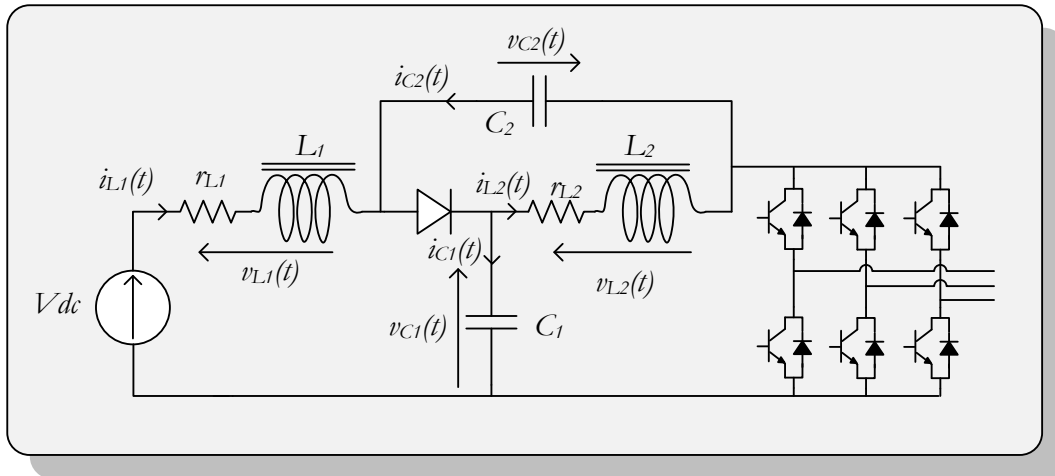 vC2(t)
iC2(t)
C2
L1
L2
iL1(t)
rL1
iL2(t)
rL2
iC1(t)
vL1(t)
vL2(t)
Vdc
vC1(t)
C1